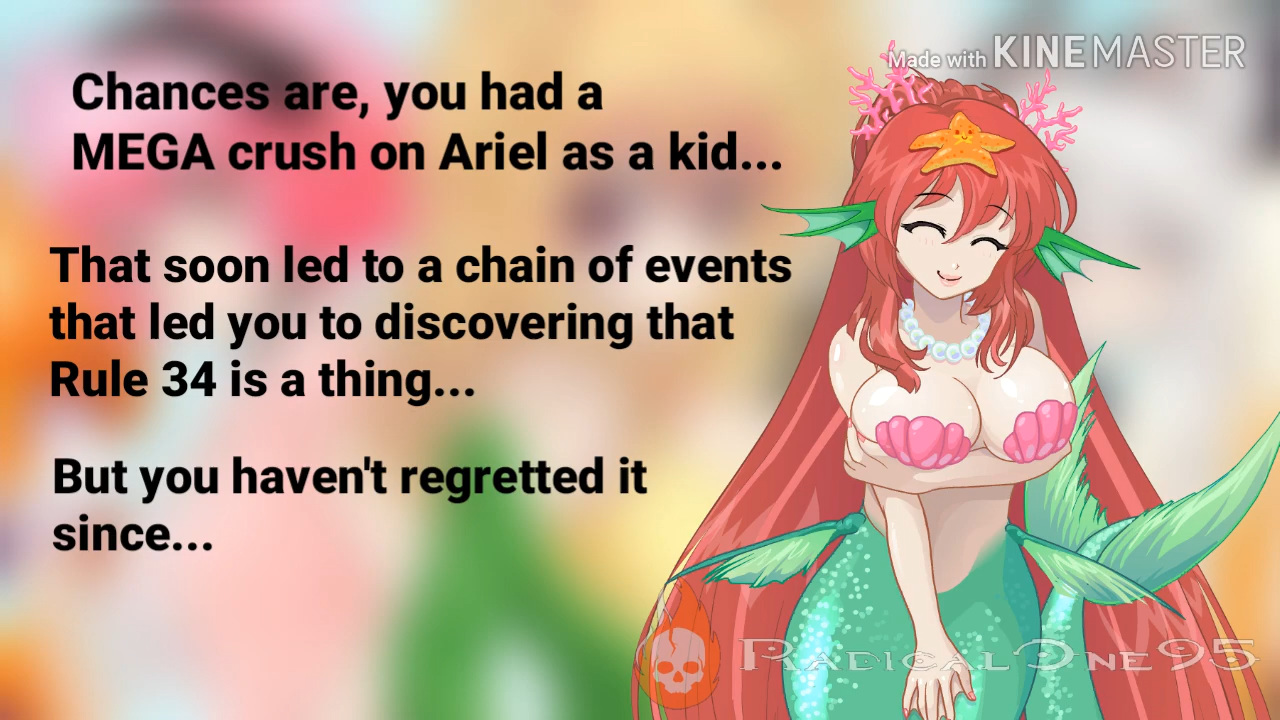 Made with KINEMASTER
Chances are, you had a
MEGA crush on Ariel as a kid...
That soon led to a chain of events
that led you to discovering that
Rule 34 is a thing...
But you haven't regretted it
since...
RadicalOne95